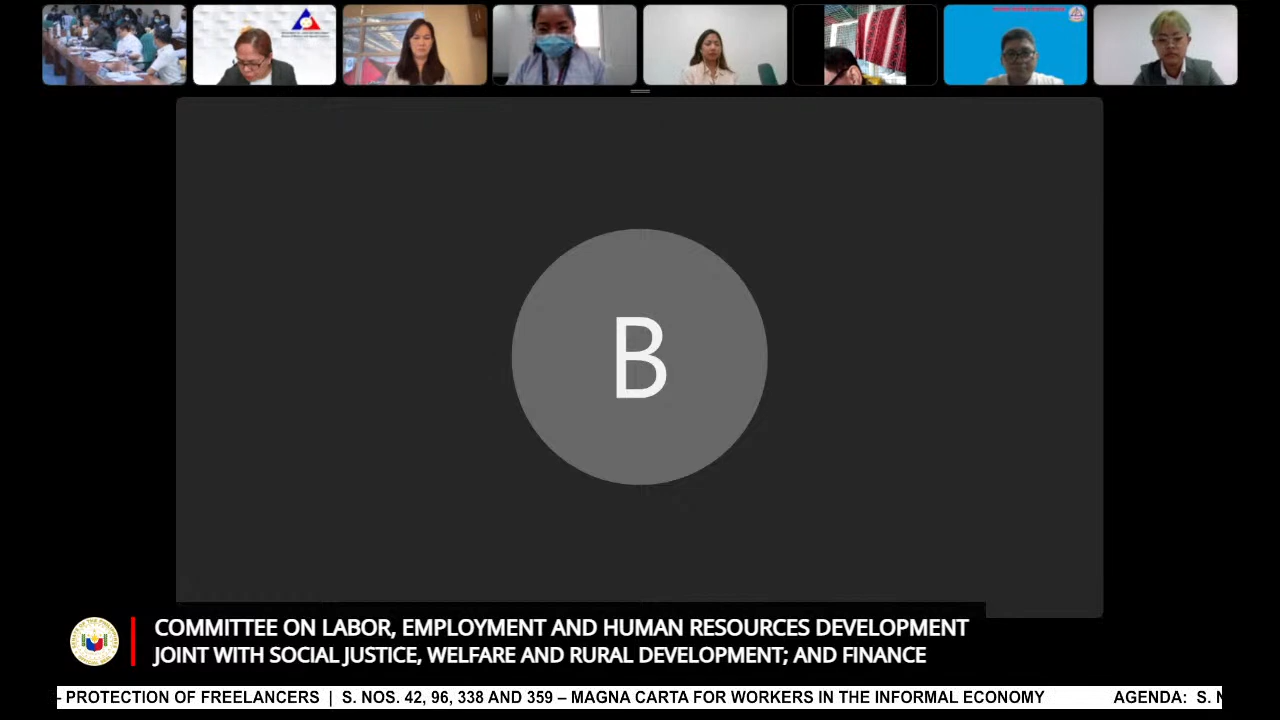 B
COMMITTEE ON LABOR, EMPLOYMENT AND HUMAN RESOURCES DEVELOPMENT
JOINT WITH SOCIAL JUSTICE, WELFARE AND RURAL DEVELOPMENT; AND FINANCE
- PROTECTION OF FREELANCERS | S. NOS. 42, 96, 338 AND 359 – MAGNA CARTA FOR WORKERS IN THE INFORMAL ECONOMY AGENDA: S. N